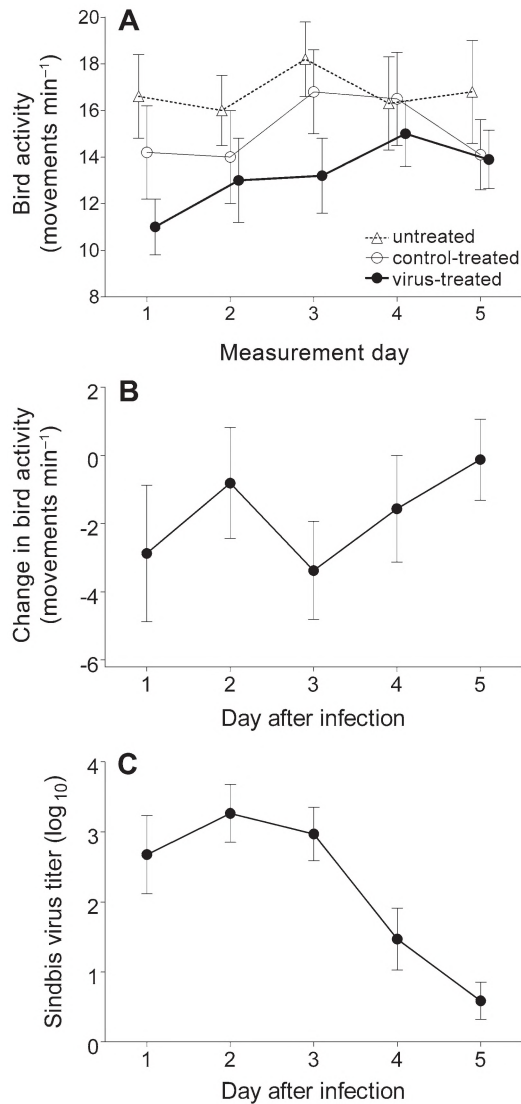 A
Bird activity
(movements min⁻¹)
20
18
16
14
12
10
8
untreated
control-treated
virus-treated
1 2 3 4 5
Measurement day
B
Change in bird activity
(movements min⁻¹)
2
0
-2
-4
-6
1 2 3 4 5
Day after infection
C
Sindbis virus titer (log₁₀)
4
3
2
1
0
1 2 3 4 5
Day after infection